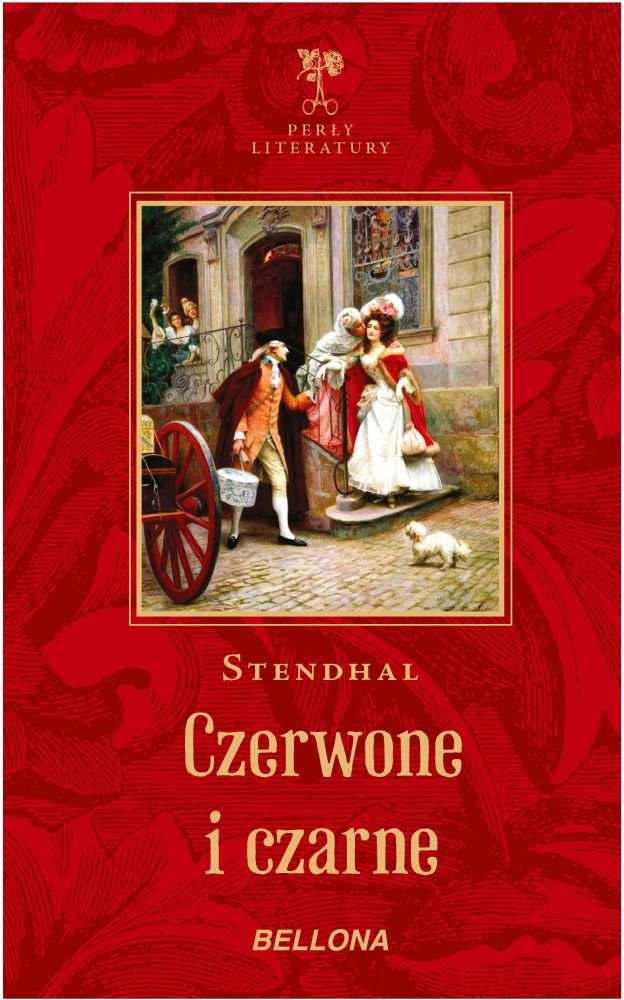 PERŁY
LITERATURY
STENDHAL
Czerwone
i czarne
BELLONA